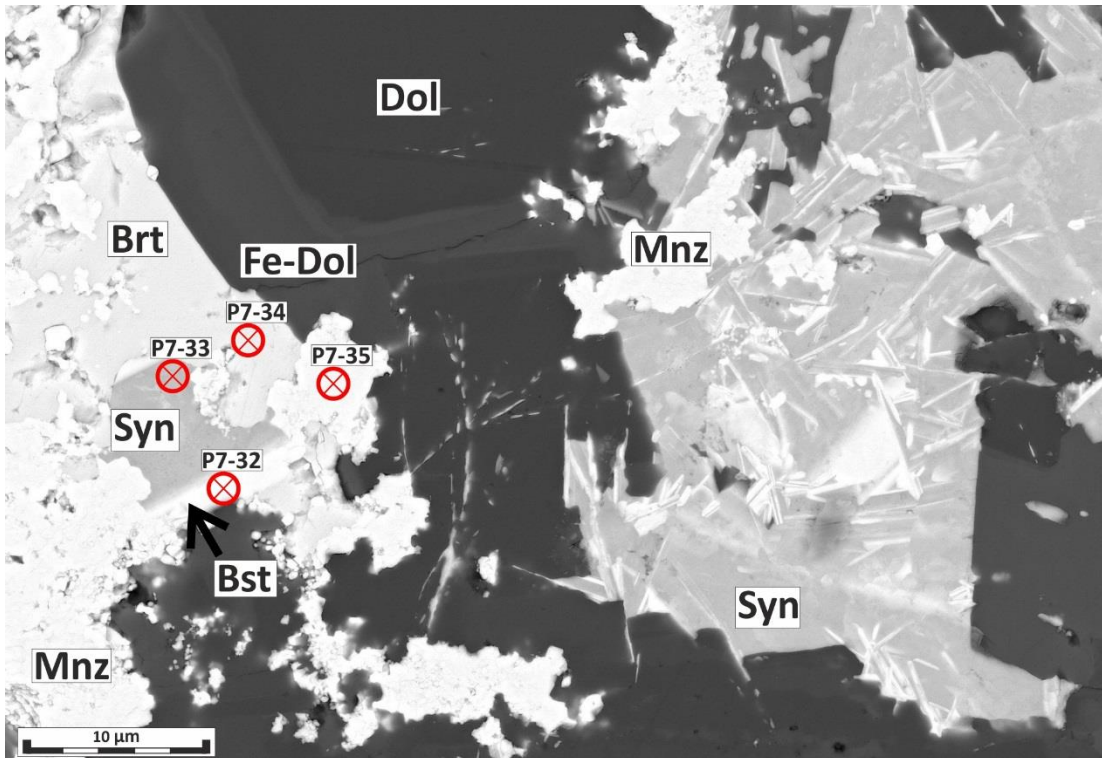 Dol
Brt
Mnz
Fe-Dol
P7-34
P7-33
P7-35
Syn
P7-32
Bst
Syn
Mnz
10 µm